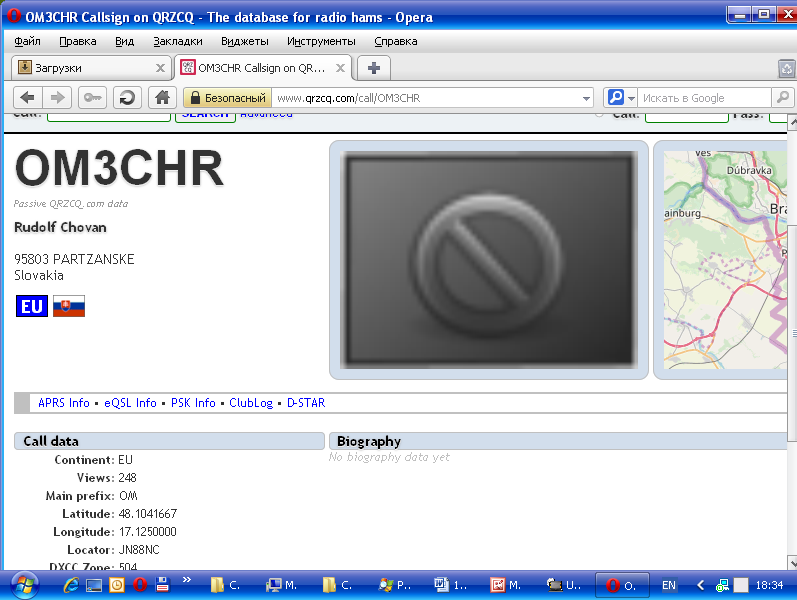 OM3CHR Callsign on QRZCQ - The database for radio hams - Opera
Файл Правка Вид Закладки Виджеты Инструменты Справка
Загрузки
OM3CHR Callsign on QR...
Безопасный www.qrzcq.com/call/OM3CHR Искать в Google
Call: SEARCH Advanced Call: Pass:
OM3CHR
Passive QRZCQ.com data
Rudolf Chovan
95803 PARTZANSKE
Slovakia
EU
Ves
Dúbravka
ainburg
Bra
APRS Info • eQSL Info • PSK Info • ClubLog • D-STAR
Call data
Continent: EU
Views: 248
Main prefix: OM
Latitude: 48.1041667
Longitude: 17.1250000
Locator: JN88NC
DXCC Zone: 504
Biography
No biography data yet
C. M. C. P.. 1.. M. U.. O. EN 18:34